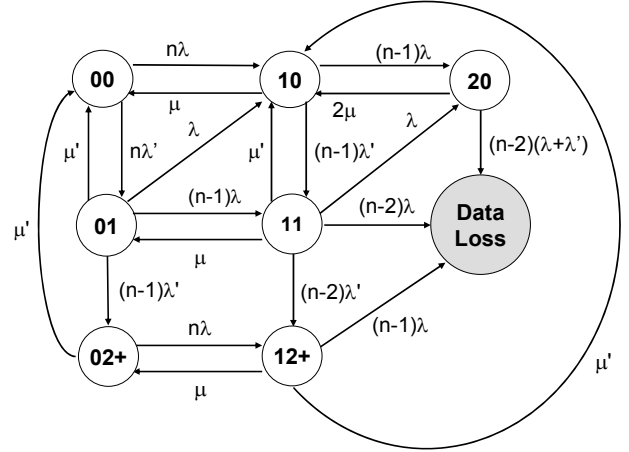 nλ
(n-1)λ
00
10
20
μ
2μ
λ
λ
μ'
nλ'
μ'
(n-1)λ'
(n-2)(λ+λ')
(n-1)λ
(n-2)λ
Data
Loss
01
11
μ'
μ
(n-1)λ'
(n-2)λ'
(n-1)λ
nλ
02+
12+
μ
μ'